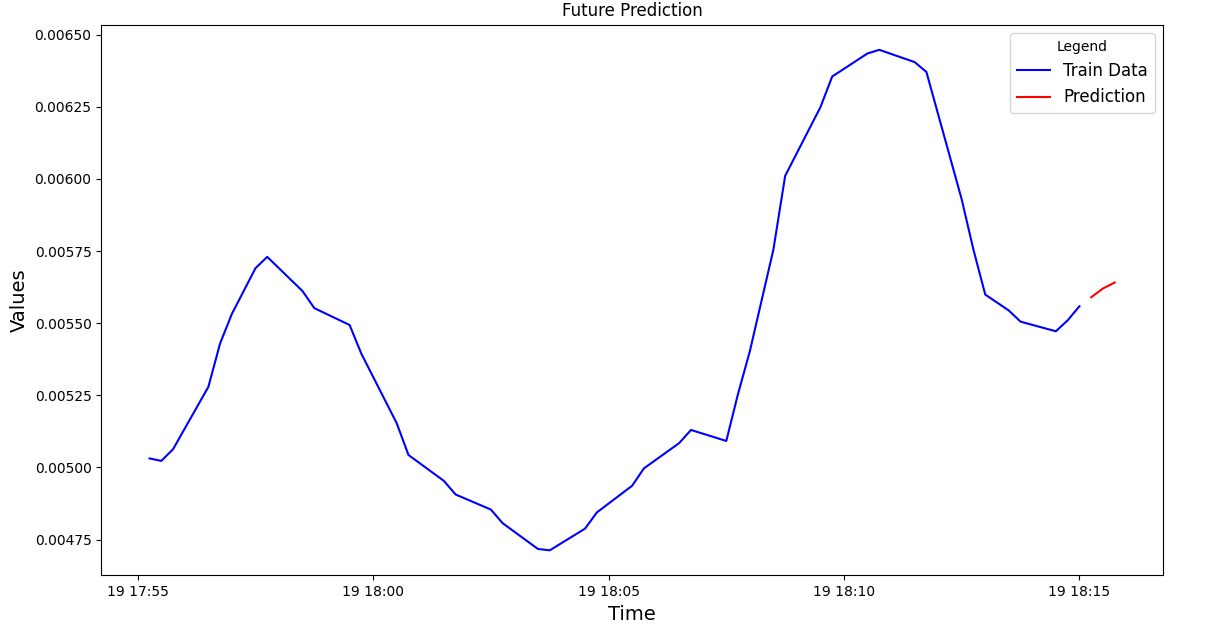 Future Prediction
0.00650
0.00625
0.00600
0.00575
0.00550
0.00525
0.00500
0.00475
Values
Legend
Train Data
Prediction
19 17:55
19 18:00
19 18:05
19 18:10
19 18:15
Time